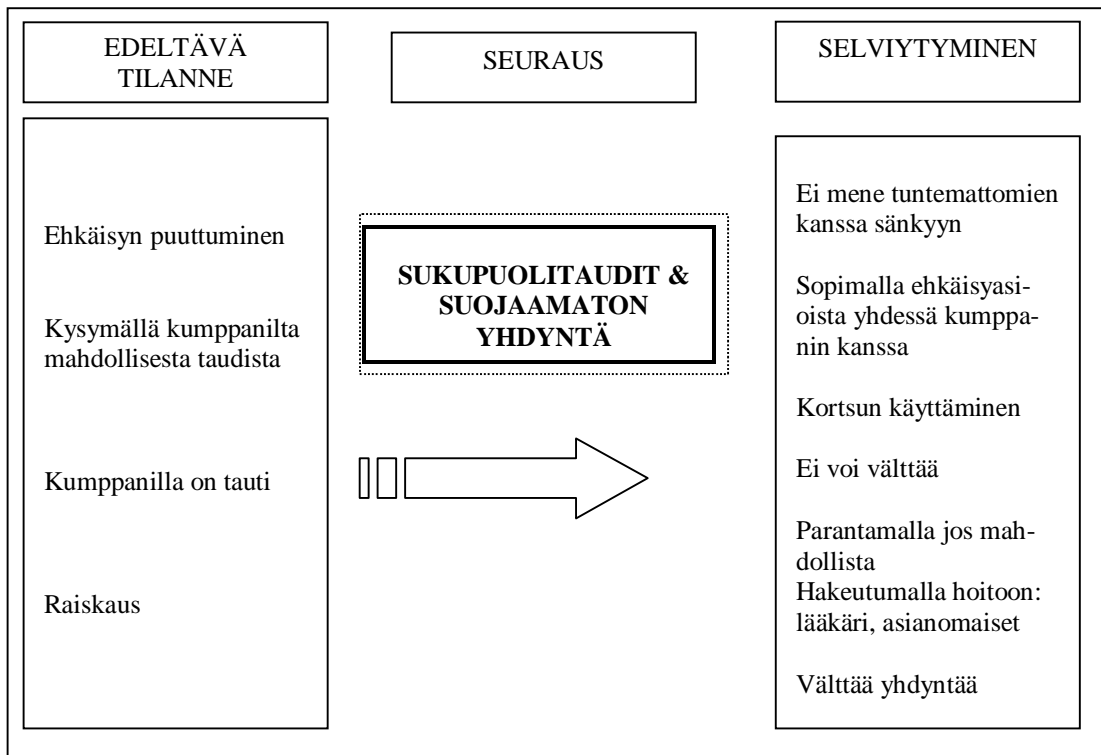 EDELTÄVÄ
TILANNE
SEURAUS
SELVIYTYMINEN
Ehkäisyn puuttuminen
Kysymällä kumppanilta
mahdollisesta taudista
Kumppanilla on tauti
Raiskaus
SUKUPUOLITAUDIT &
SUOJAAMATON
YHDYNTÄ
Ei mene tuntemattomien
kanssa sänkyyn
Sopimalla ehkäisyasi-
oista yhdessä kumppa-
nin kanssa
Kortsun käyttäminen
Ei voi välttää
Parantamalla jos mah-
dollista
Hakeutumalla hoitoon:
lääkäri, asianomaiset
Välttää yhdyntää